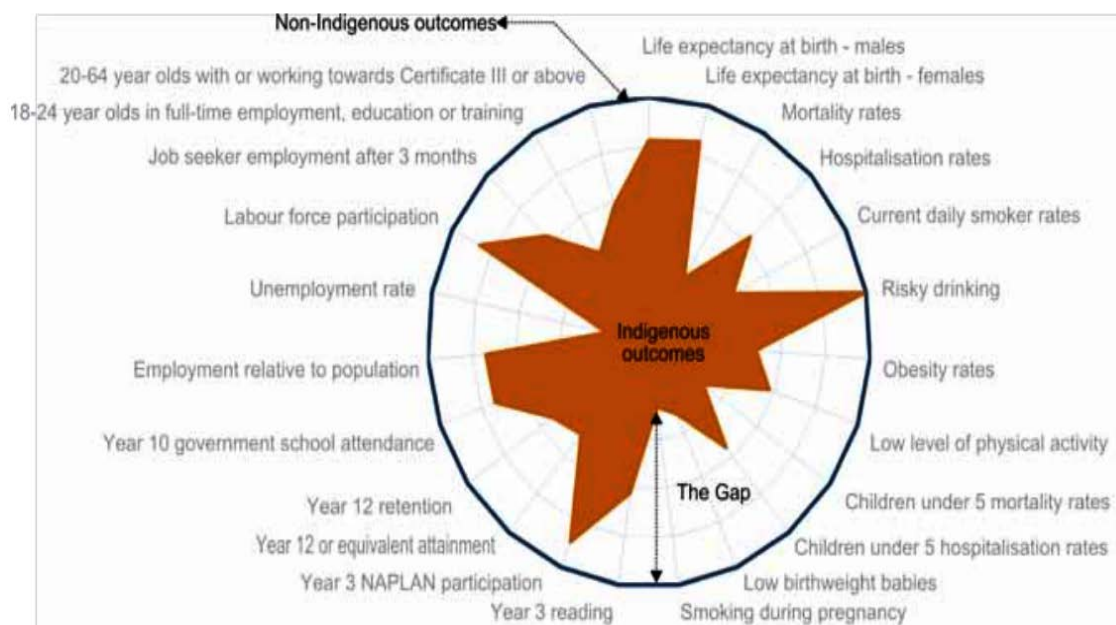 Non-Indigenous outcomes
Life expectancy at birth - males
20-64 year olds with or working towards Certificate III or above
Life expectancy at birth - females
18-24 year olds in full-time employment, education or training
Mortality rates
Job seeker employment after 3 months
Hospitalisation rates
Labour force participation
Current daily smoker rates
Unemployment rate
Risky drinking
Indigenous
outcomes
Employment relative to population
Obesity rates
Year 10 government school attendance
Low level of physical activity
The Gap
Year 12 retention
Children under 5 mortality rates
Year 12 or equivalent attainment
Children under 5 hospitalisation rates
Year 3 NAPLAN participation
Low birthweight babies
Year 3 reading
Smoking during pregnancy